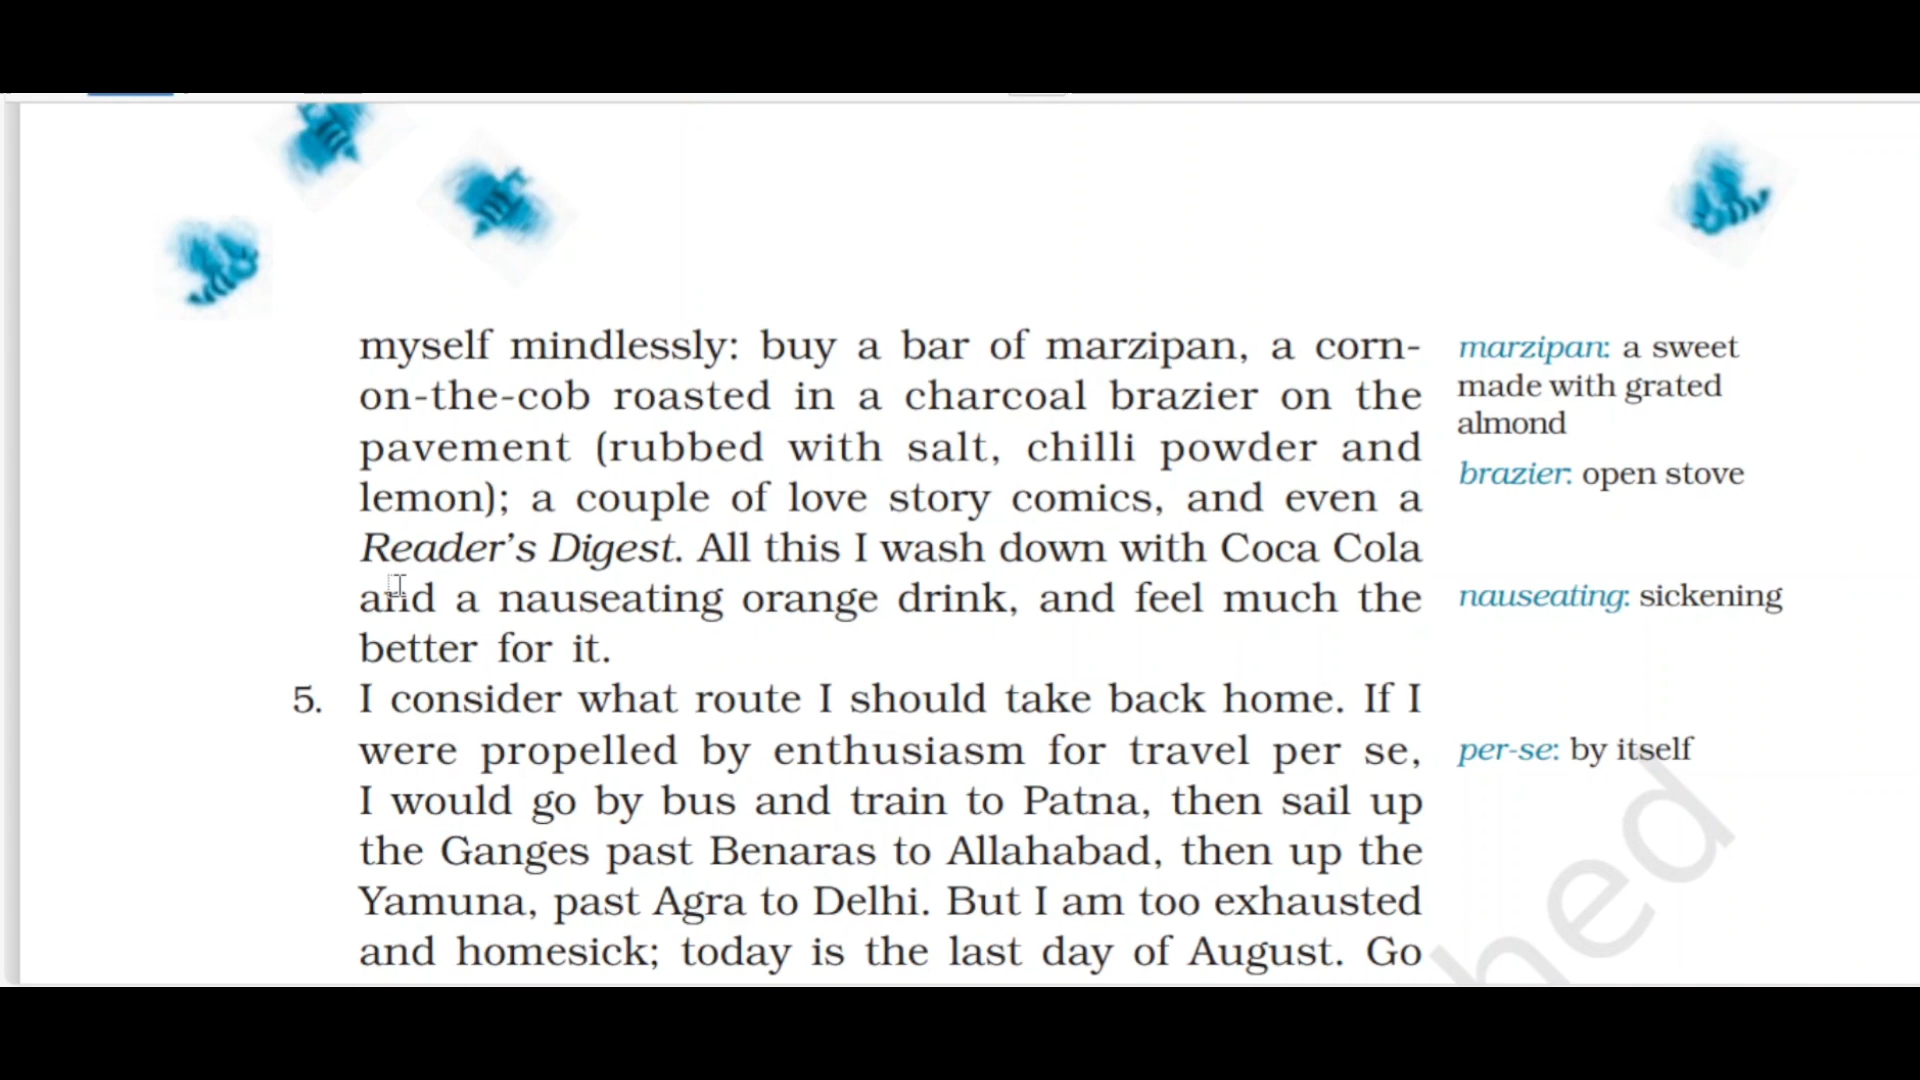 myself mindlessly: buy a bar of marzipan, a corn-
on-the-cob roasted in a charcoal brazier on the
pavement (rubbed with salt, chilli powder and
lemon); a couple of love story comics, and even a
Reader's Digest. All this I wash down with Coca Cola
and a nauseating orange drink, and feel much the
better for it.
5. I consider what route I should take back home. If I
were propelled by enthusiasm for travel per se,
I would go by bus and train to Patna, then sail up
the Ganges past Benaras to Allahabad, then up the
Yamuna, past Agra to Delhi. But I am too exhausted
and homesick; today is the last day of August. Go
marzipan: a sweet
made with grated
almond
brazier: open stove
nauseating: sickening
per-se: by itself
hed